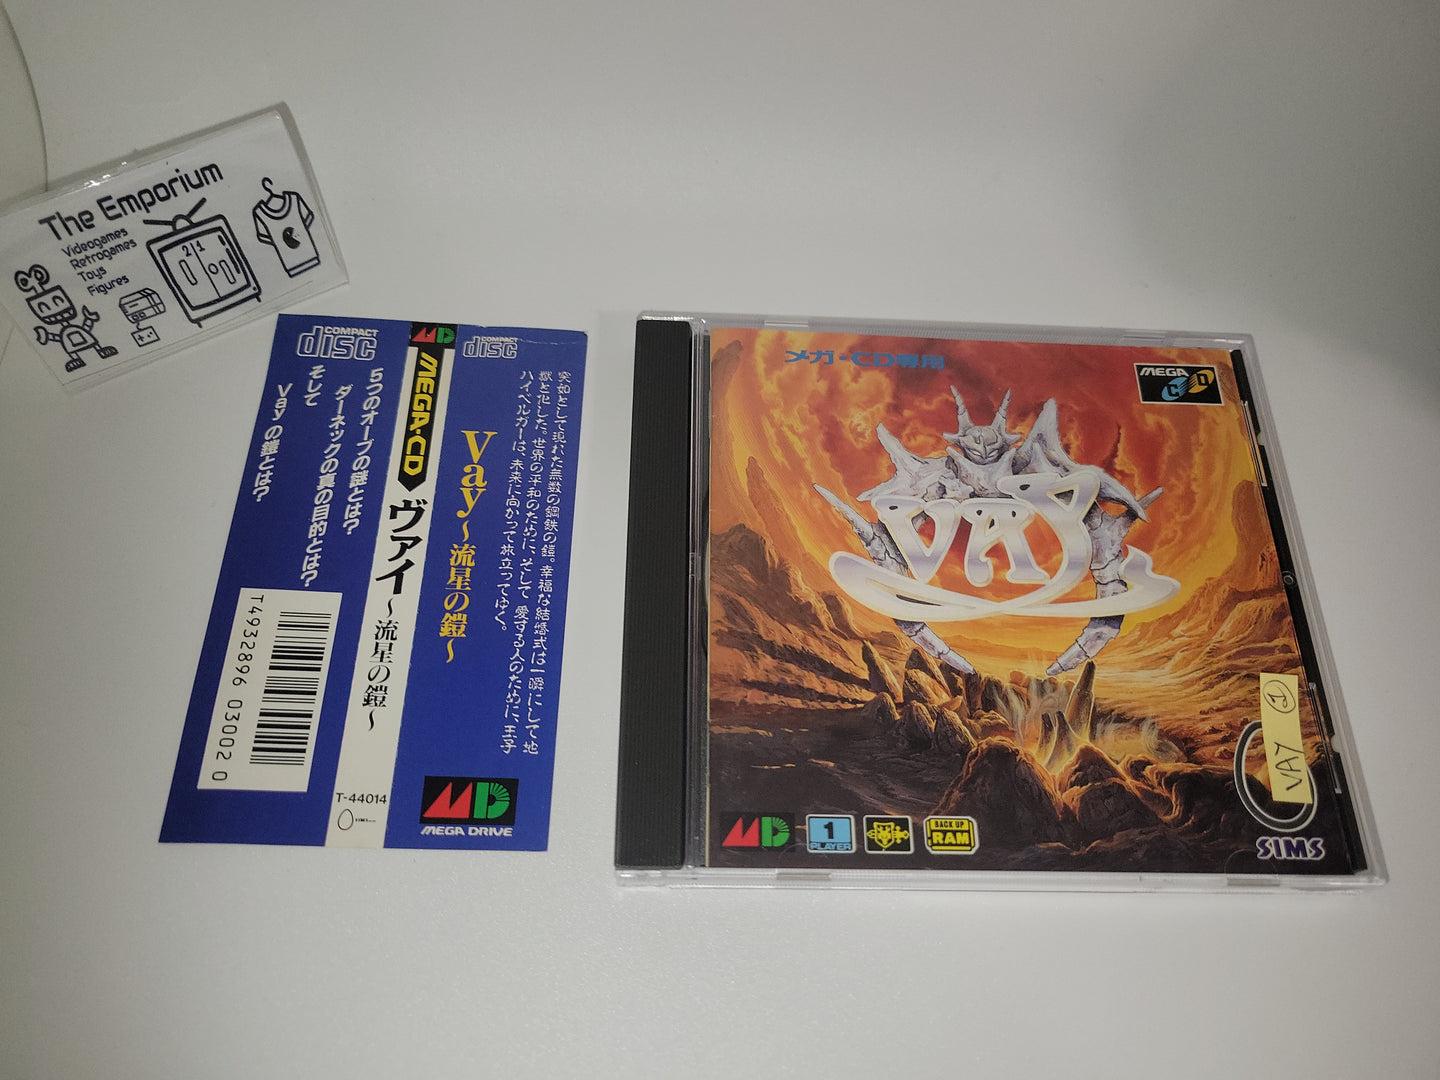 The Emporium
Videogames
Retrogames
Toys
Figures
21
COMPACT
disc
5つのオーブの謎とは?
ダーネックの真の目的とは?
そして
Vayの鎧とは?
T4932896 030020
MD
MEGA-CD
ヴァイ
～流星の鎧～
T-44014
SIMS
COMPACT
disc
突如として現れた無数の鋼鉄の鎧。幸福な結婚式は一瞬にして地
獄と化した。世界の平和のために、そして 愛する人のために、王子
ハイベルガーは、未来に向かって旅立ってゆく。
Vay
～流星の鎧～
MD
MEGA DRIVE
メガ・CD専用
MEGA
CD
VAY
MD
1
PLAYER
BACK UP
RAM
VAY ①
SIMS